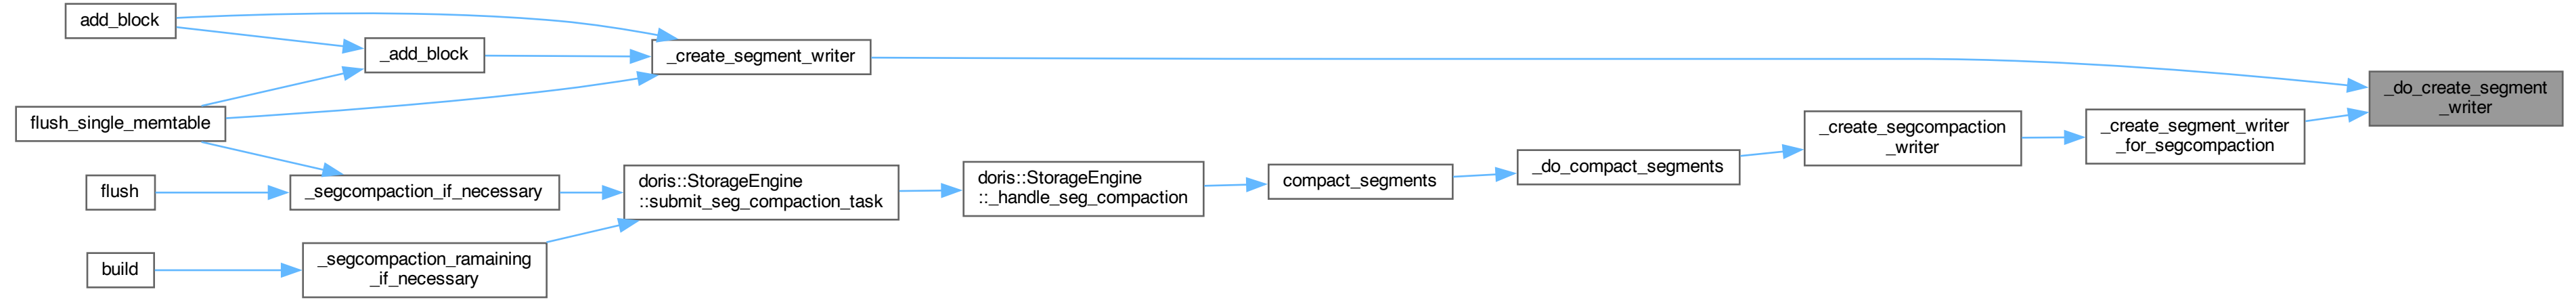 add_block
_add_block
_create_segment_writer
flush_single_memtable
_do_create_segment
_writer
_create_segment_writer
_for_segcompaction
_create_segcompaction
_writer
_do_compact_segments
compact_segments
doris::StorageEngine
::_handle_seg_compaction
doris::StorageEngine
::submit_seg_compaction_task
_segcompaction_if_necessary
flush
_segcompaction_ramaining
_if_necessary
build